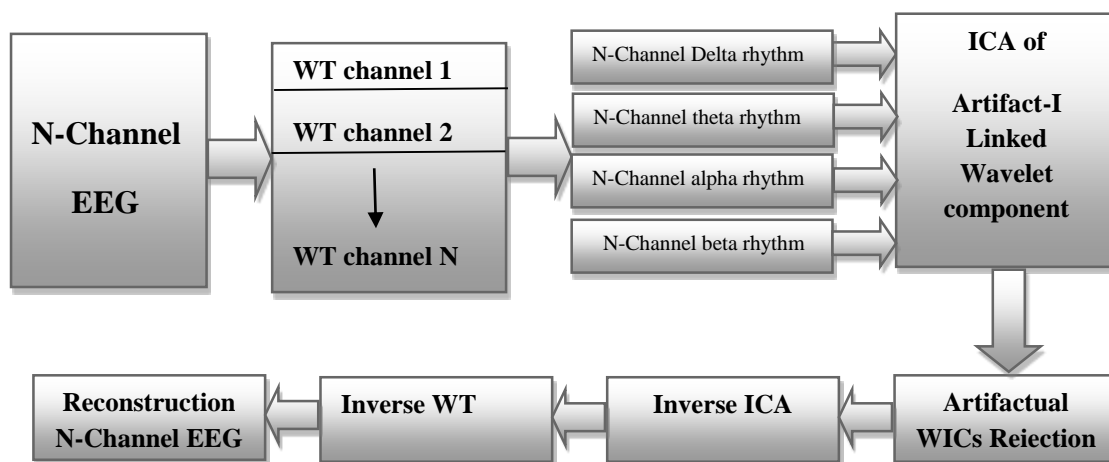 N-Channel
EEG
WT channel 1
WT channel 2
WT channel N
N-Channel Delta rhythm
N-Channel theta rhythm
N-Channel alpha rhythm
N-Channel beta rhythm
ICA of
Artifact-I
Linked
Wavelet
component
Artifactual
WICs Rejection
Inverse ICA
Inverse WT
Reconstruction
N-Channel EEG